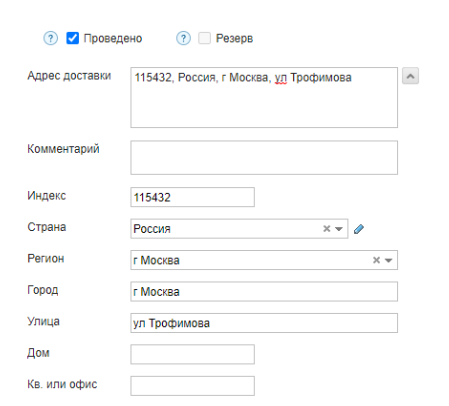 ? Проведено ? Резерв
Адрес доставки 115432, Россия, г Москва, ул Трофимова
Комментарий
Индекс 115432
Страна Россия
Регион г Москва
Город г Москва
Улица ул Трофимова
Дом
Кв. или офис